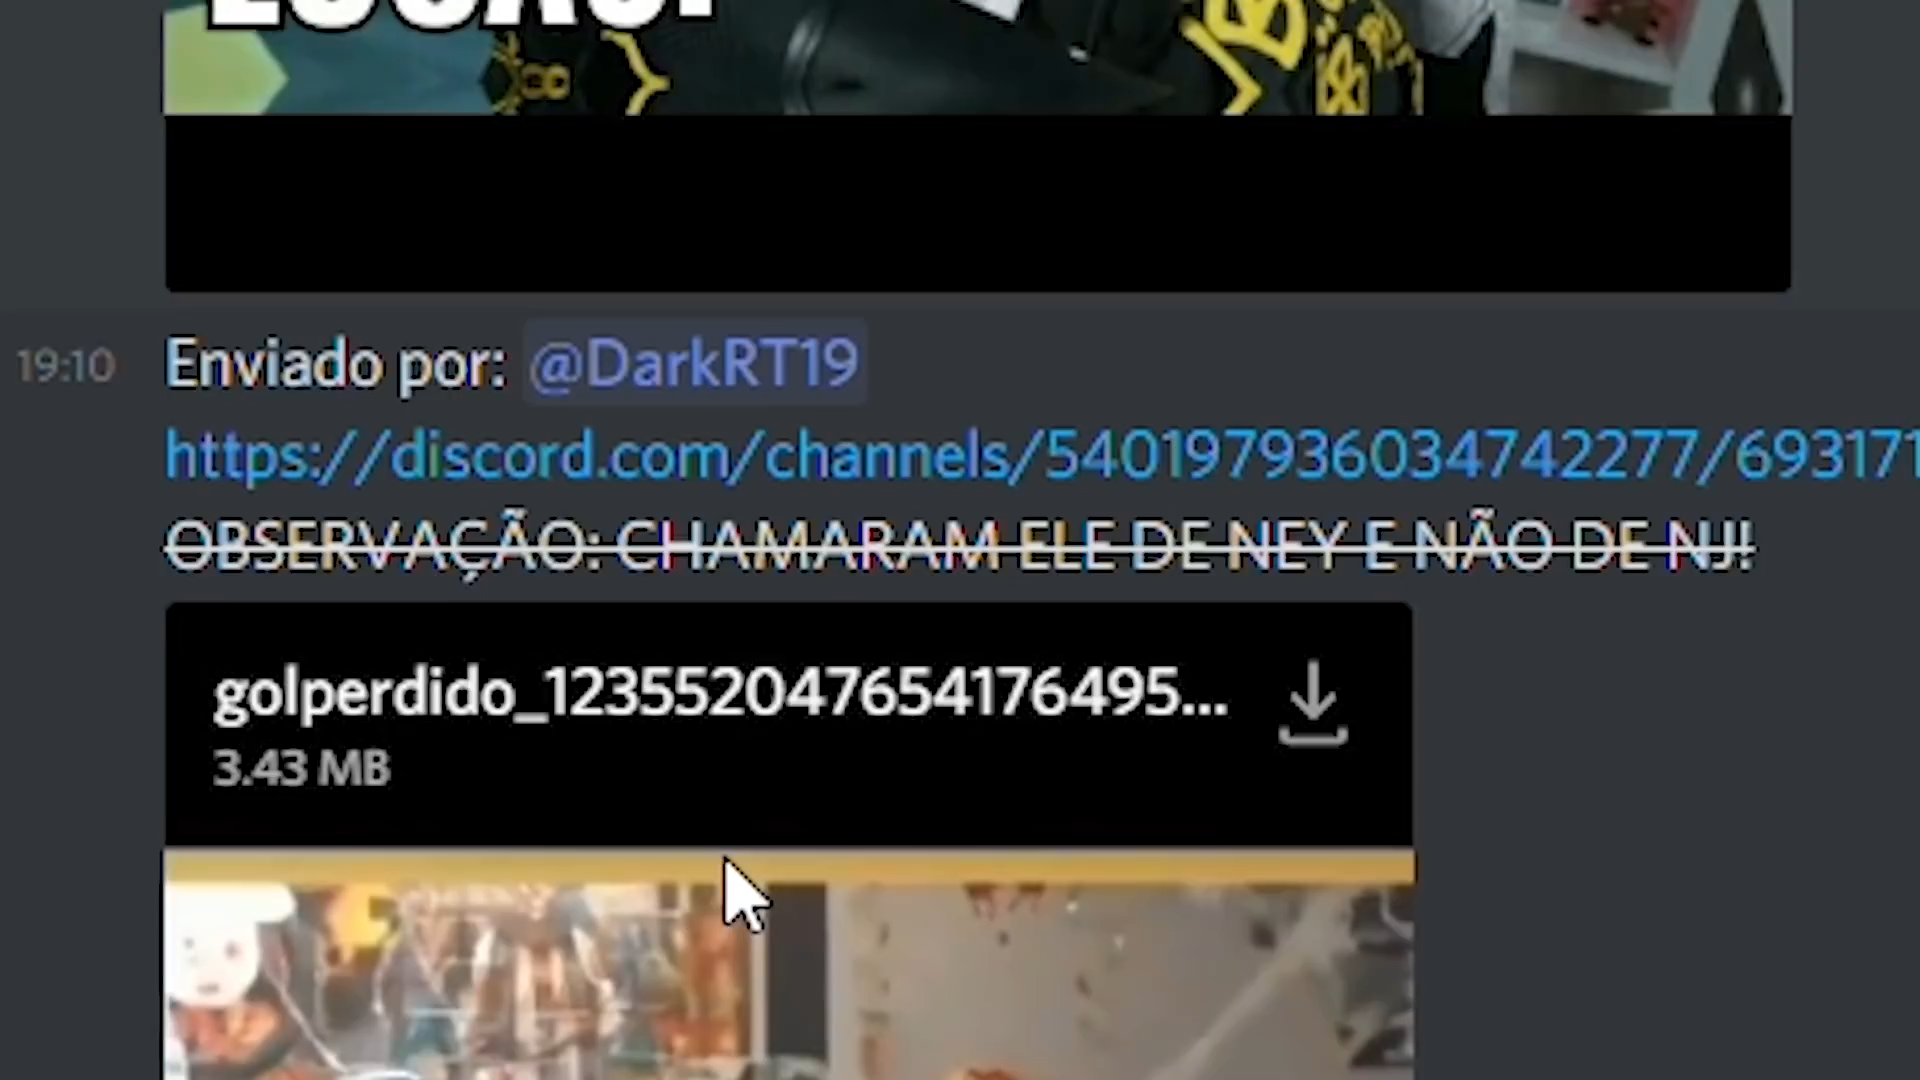 19:10 Enviado por: @DarkRT19
https://discord.com/channels/540197936034742277/693171
OBSERVAÇÃO: CHAMARAM ELE DE NEY E NÃO DE NJ!
golperdido_123552047654176495...
3.43 MB